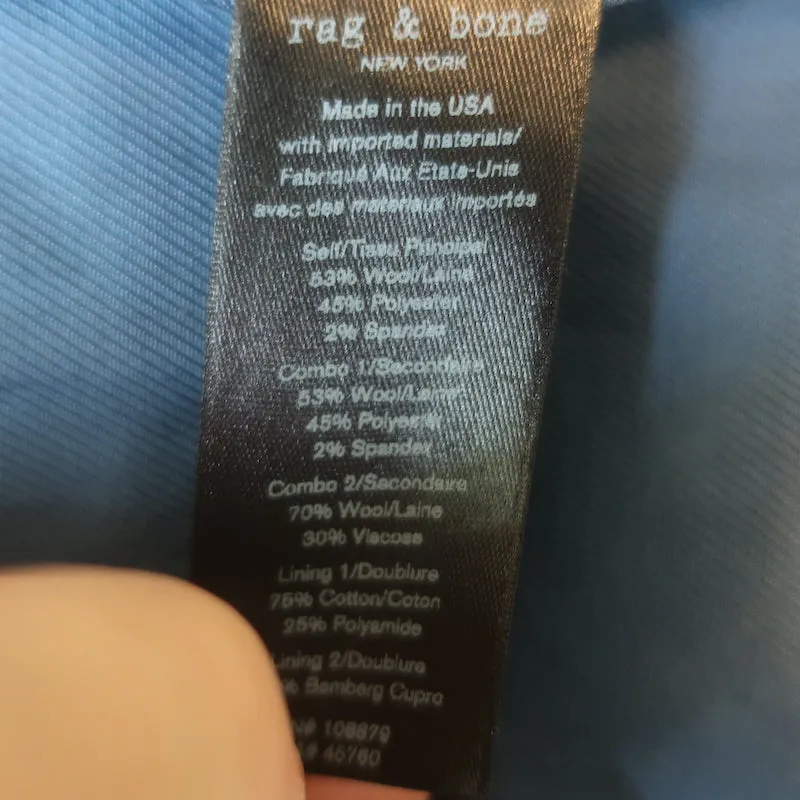 rag & bone
NEW YORK
Made in the USA
with imported materials/
Fabriqué Aux Etats-Unis
avec des materiaux importés
Self/Tissu Principal
53% Wool/Laine
45% Polyester
2% Spandex
Combo 1/Secondaire
53% Wool/Laine
45% Polyester
2% Spandex
Combo 2/Secondaire
70% Wool/Laine
30% Viscose
Lining 1/Doublure
75% Cotton/Coton
25% Polyamide
Lining 2/Doublure
% Bemberg Cupro
N# 108879
# 45760